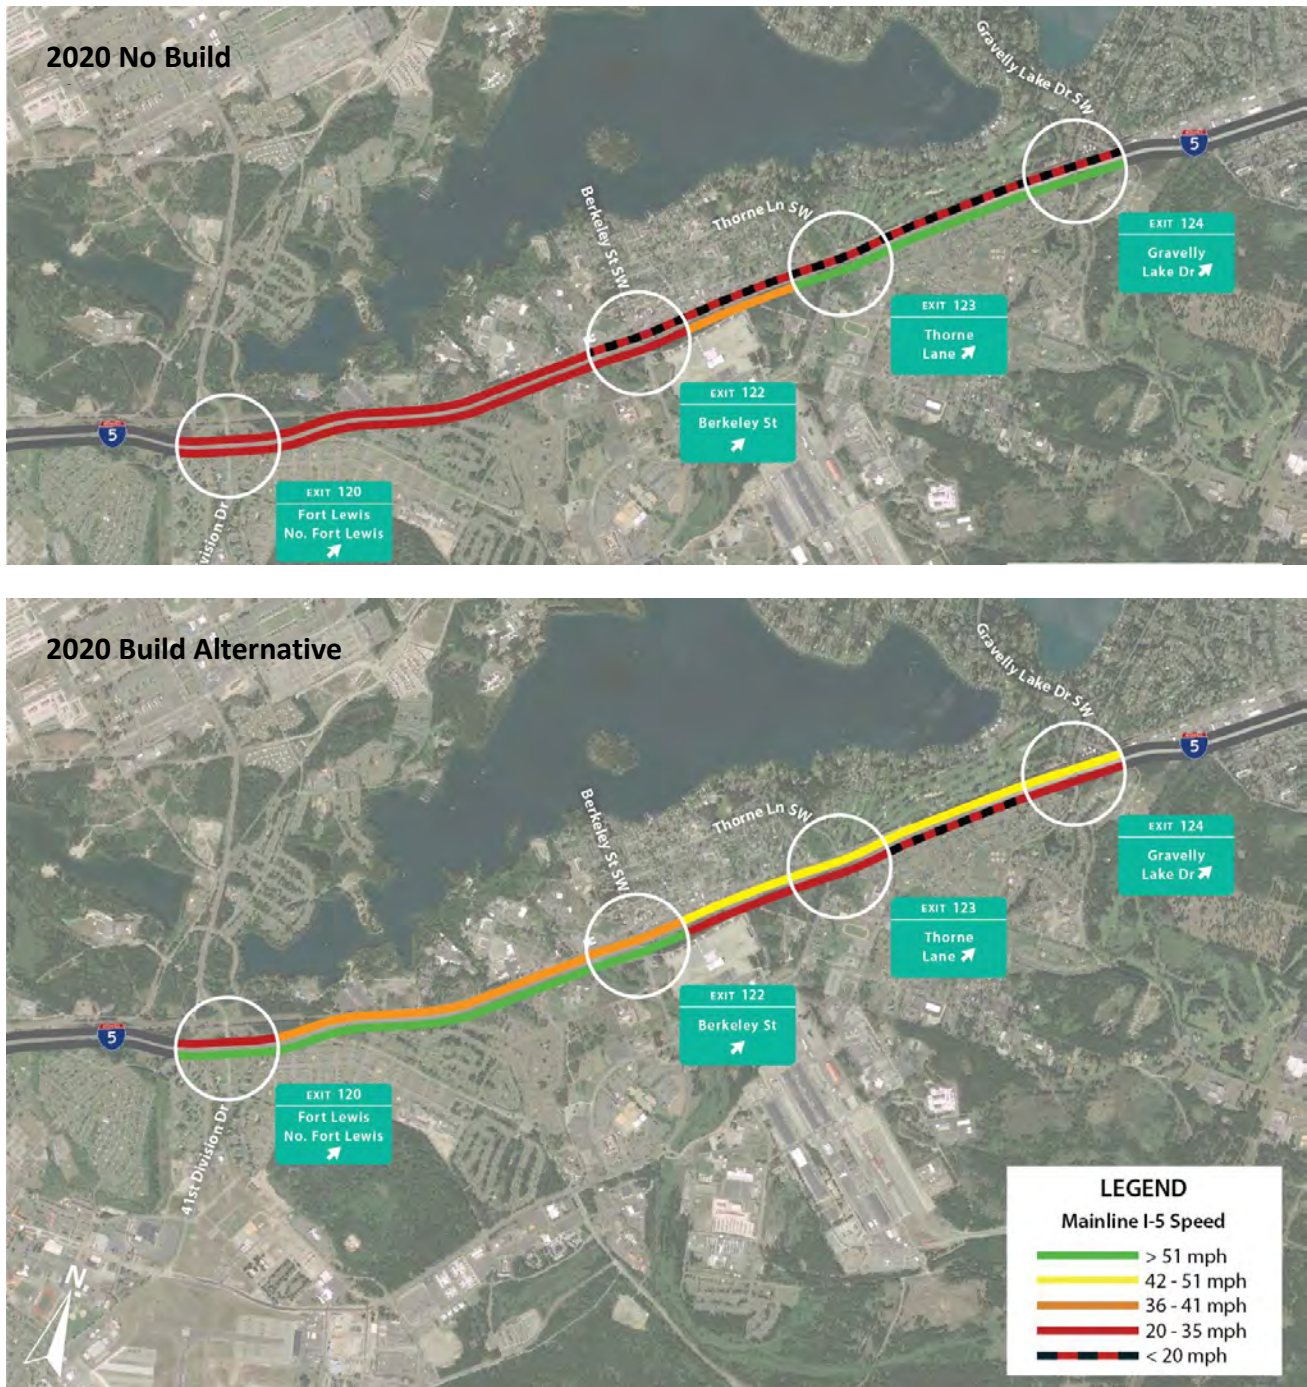 2020 No Build
Gravelly Lake Dr SW
5
Berkeley St SW
Thorne Ln SW
EXIT 124
Gravelly
Lake Dr
EXIT 123
Thorne
Lane
EXIT 122
Berkeley St
5
EXIT 120
Fort Lewis
No. Fort Lewis
vision Dr
2020 Build Alternative
Gravelly Lake Dr SW
5
Berkeley St SW
Thorne Ln SW
EXIT 124
Gravelly
Lake Dr
EXIT 123
Thorne
Lane
EXIT 122
Berkeley St
5
EXIT 120
Fort Lewis
No. Fort Lewis
41st Division Dr
N
LEGEND
Mainline I-5 Speed
> 51 mph
42 - 51 mph
36 - 41 mph
20 - 35 mph
< 20 mph